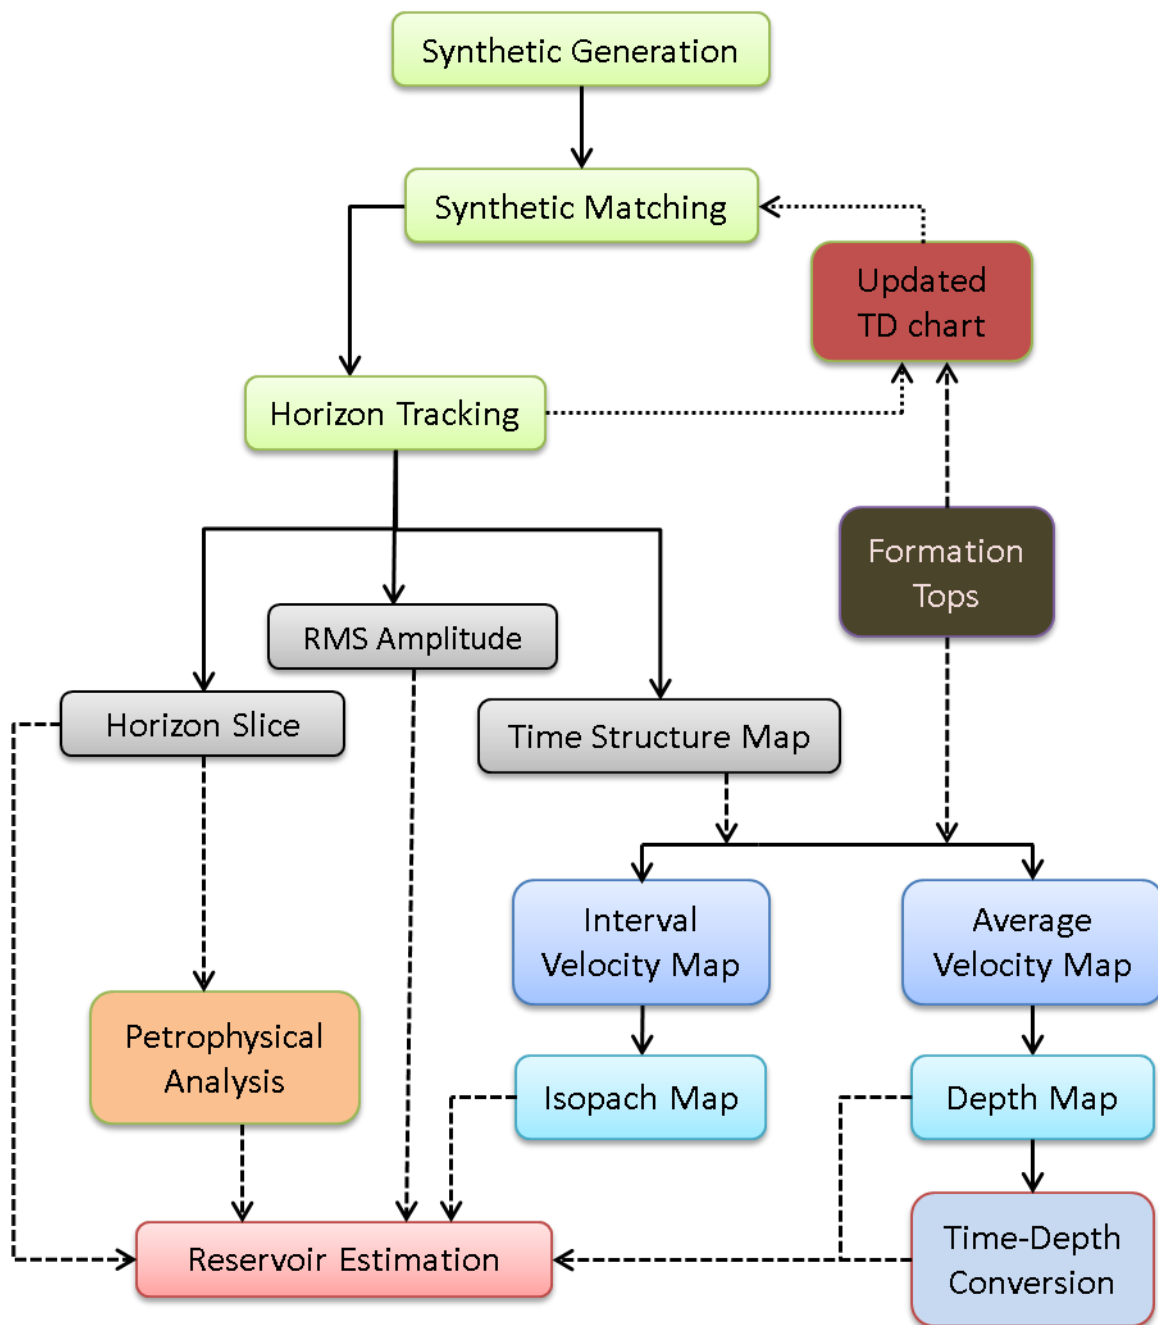 Synthetic Generation
Synthetic Matching
Updated
TD chart
Horizon Tracking
Formation
Tops
RMS Amplitude
Horizon Slice
Time Structure Map
Interval
Velocity Map
Average
Velocity Map
Petrophysical
Analysis
Isopach Map
Depth Map
Reservoir Estimation
Time-Depth
Conversion